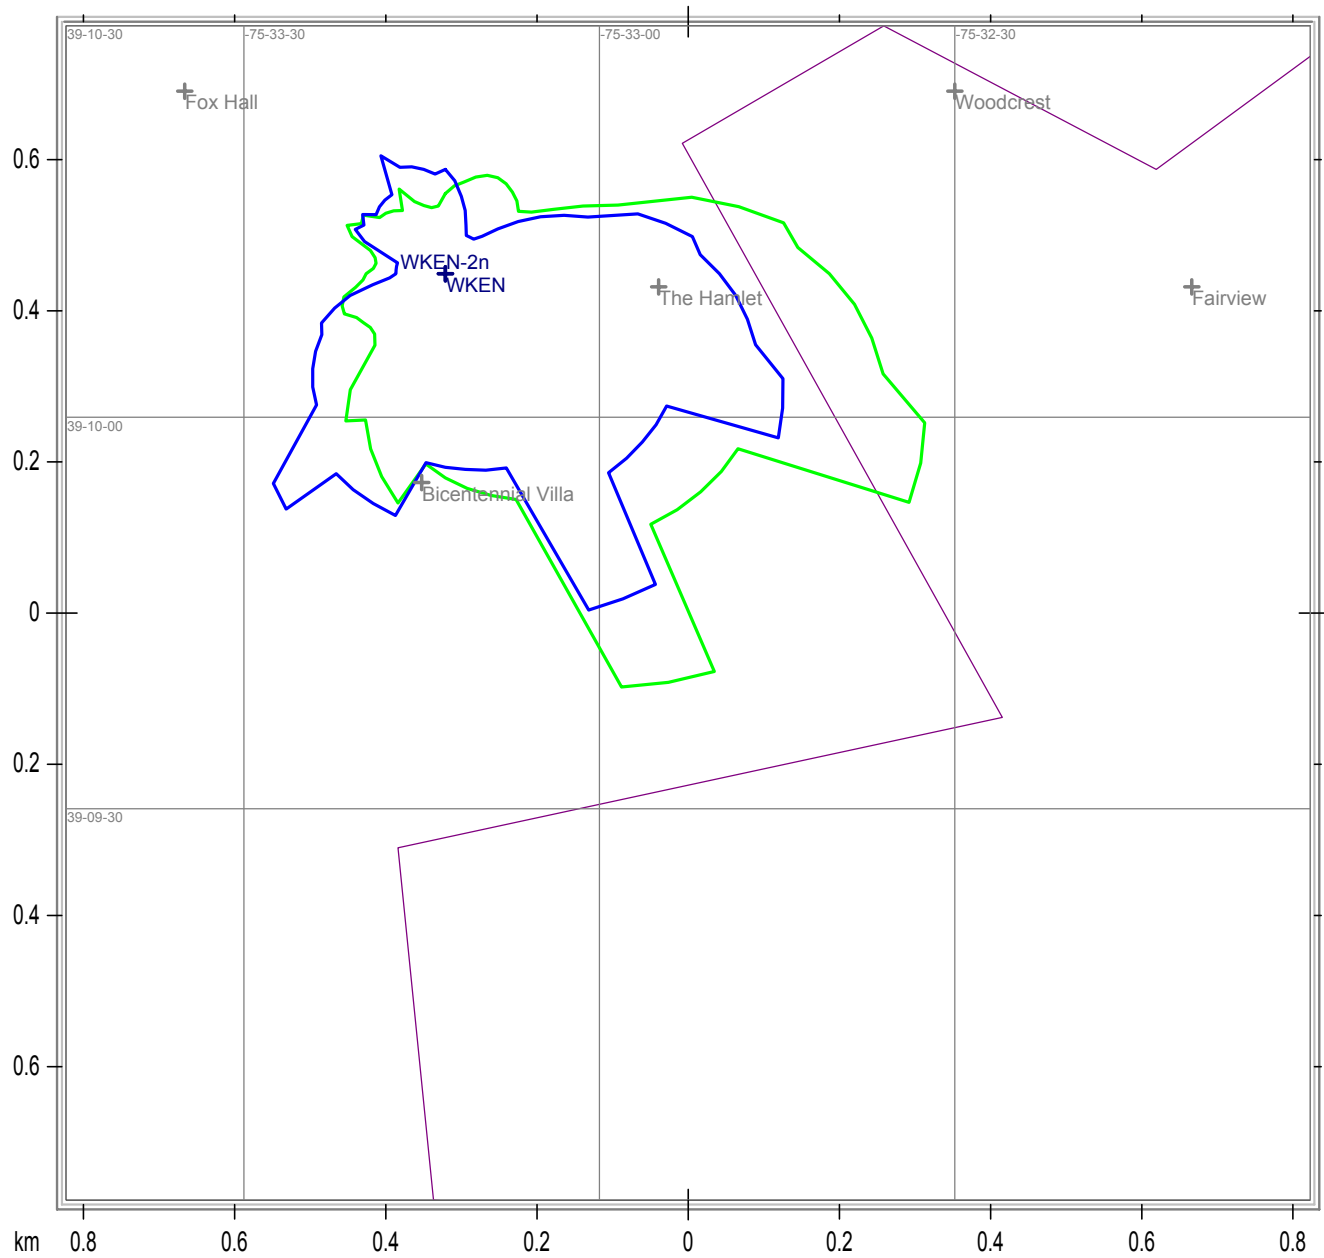 39-10-30
-75-33-30
-75-33-00
-75-32-30
Fox Hall
Woodcrest
0.6
WKEN-2n
WKEN
The Hamlet
Fairview
0.4
39-10-00
0.2
Bicentennial Villa
0
0.2
39-09-30
0.4
0.6
km 0.8 0.6 0.4 0.2 0 0.2 0.4 0.6 0.8